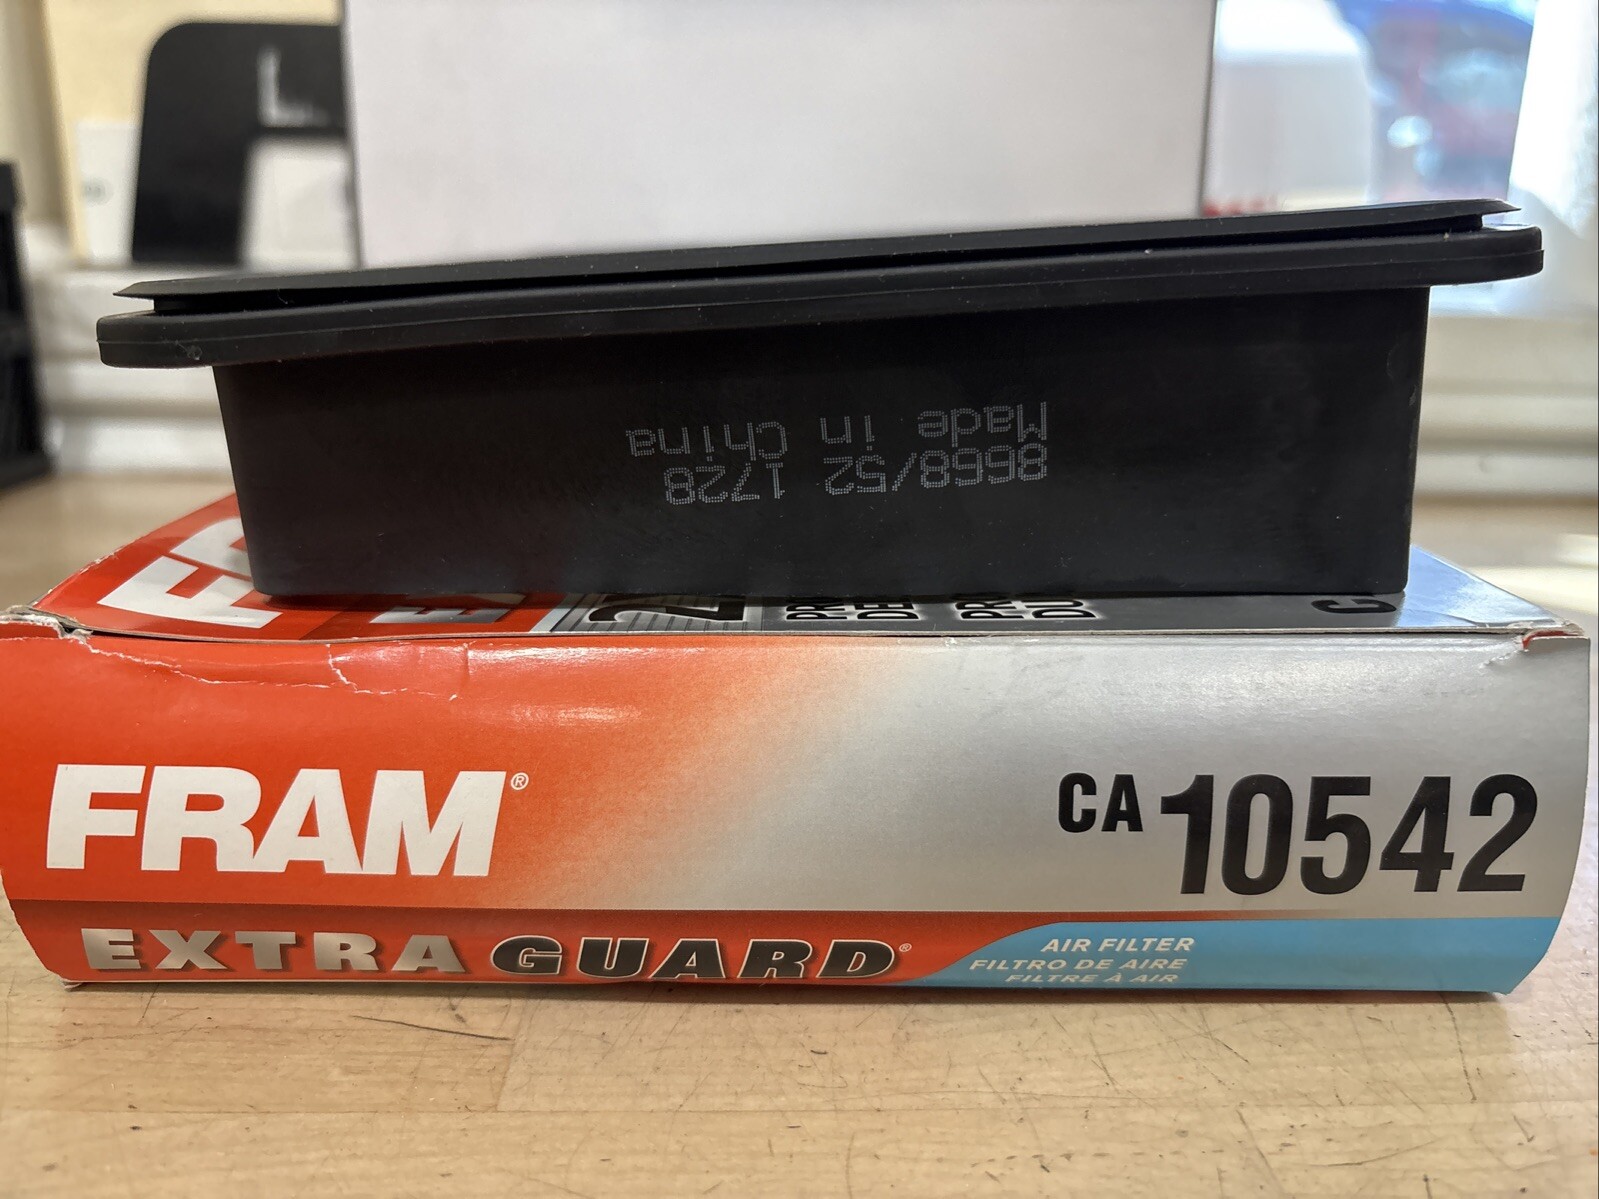 8668/52 1728
Made in China
FRAM®
CA 10542
EXTRA GUARD®
AIR FILTER
FILTRO DE AIRE
FILTRE À AIR